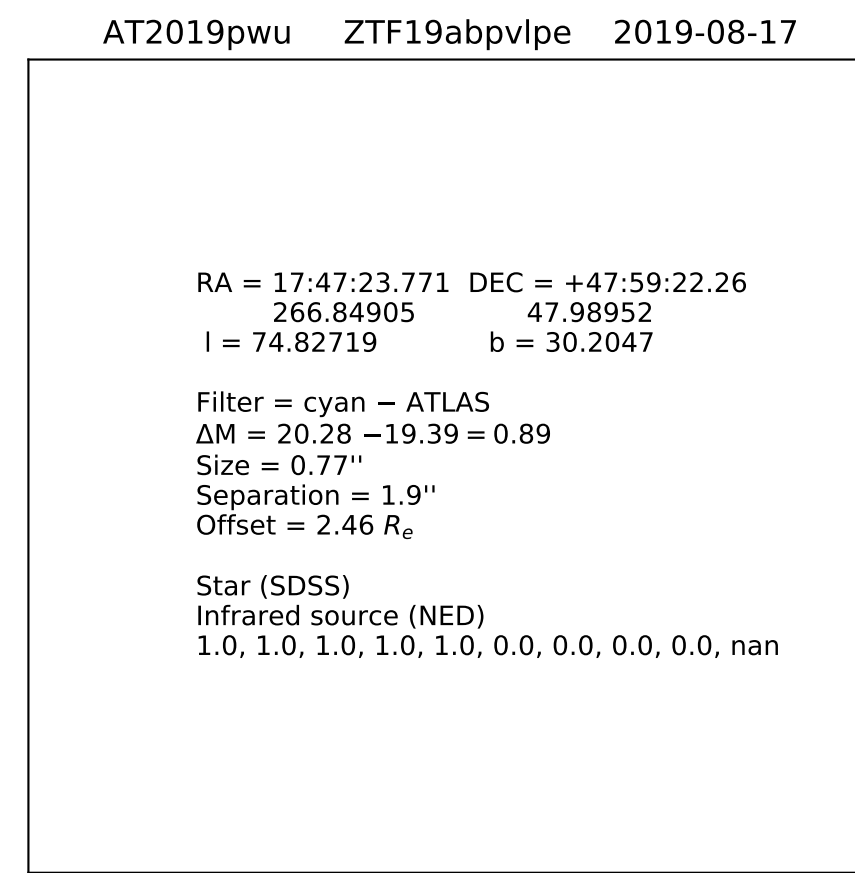 AT2019pwu ZTF19abpvlpe 2019-08-17
RA = 17:47:23.771 DEC = +47:59:22.26
266.84905 47.98952
l = 74.82719 b = 30.2047
Filter = cyan − ATLAS
ΔM = 20.28 −19.39 = 0.89
Size = 0.77''
Separation = 1.9''
Offset = 2.46 Rₑ
Star (SDSS)
Infrared source (NED)
1.0, 1.0, 1.0, 1.0, 1.0, 0.0, 0.0, 0.0, 0.0, nan